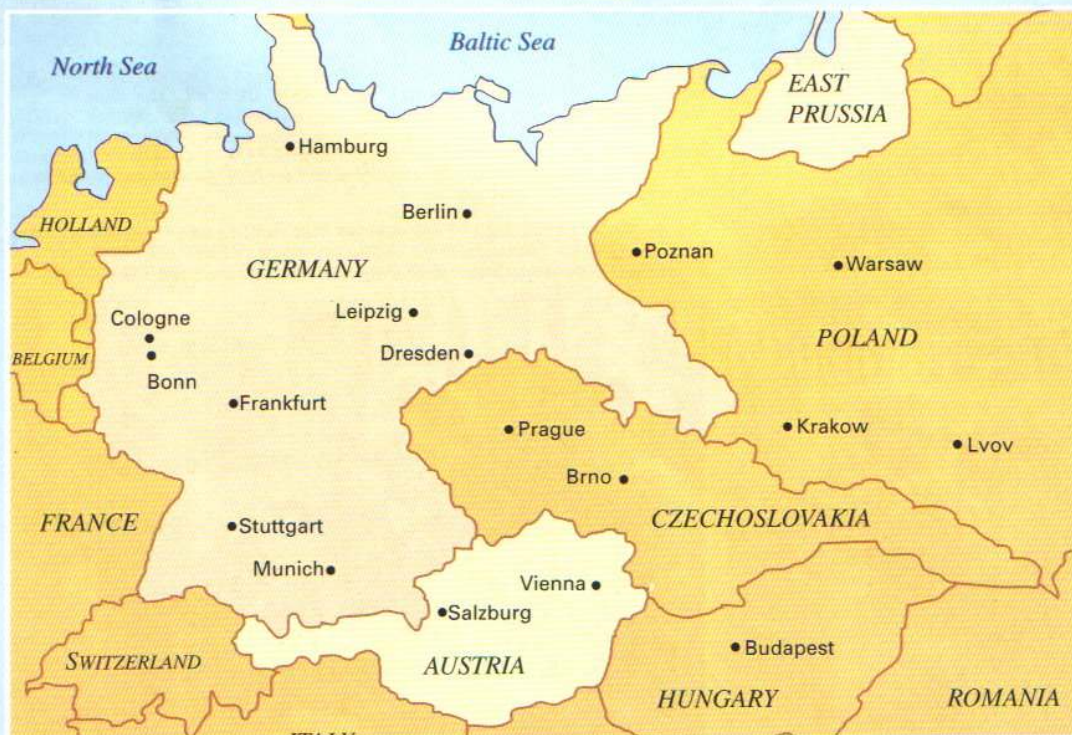 North Sea
Baltic Sea
EAST
PRUSSIA
Hamburg
HOLLAND
Berlin
Poznan
Warsaw
GERMANY
Leipzig
Cologne
POLAND
BELGIUM
Dresden
Bonn
Frankfurt
Prague
Krakow
Lvov
Brno
FRANCE
Stuttgart
CZECHOSLOVAKIA
Munich
Vienna
Salzburg
SWITZERLAND
AUSTRIA
Budapest
HUNGARY
ROMANIA
ITALY